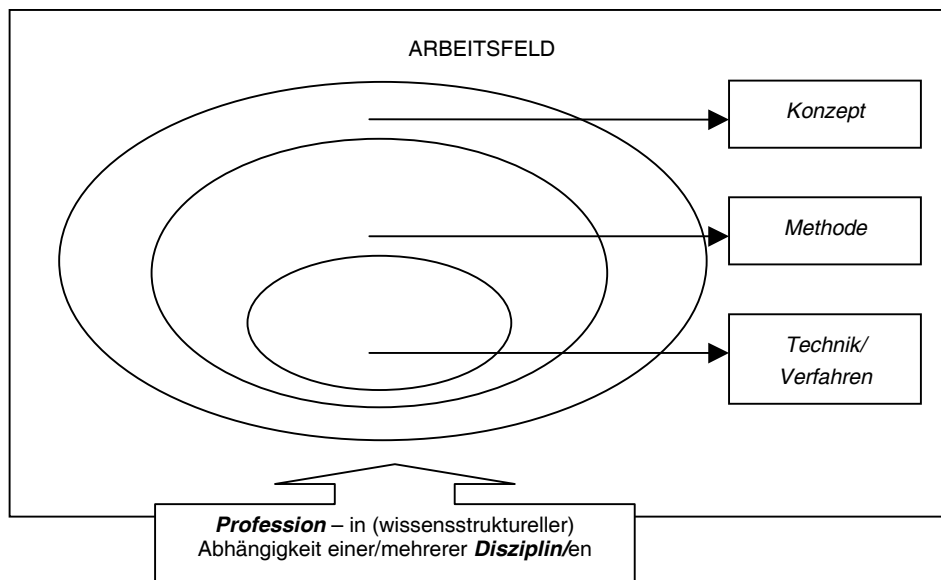 ARBEITSFELD
Konzept
Methode
Technik/
Verfahren
Profession – in (wissensstruktureller)
Abhängigkeit einer/mehrerer Disziplin/en